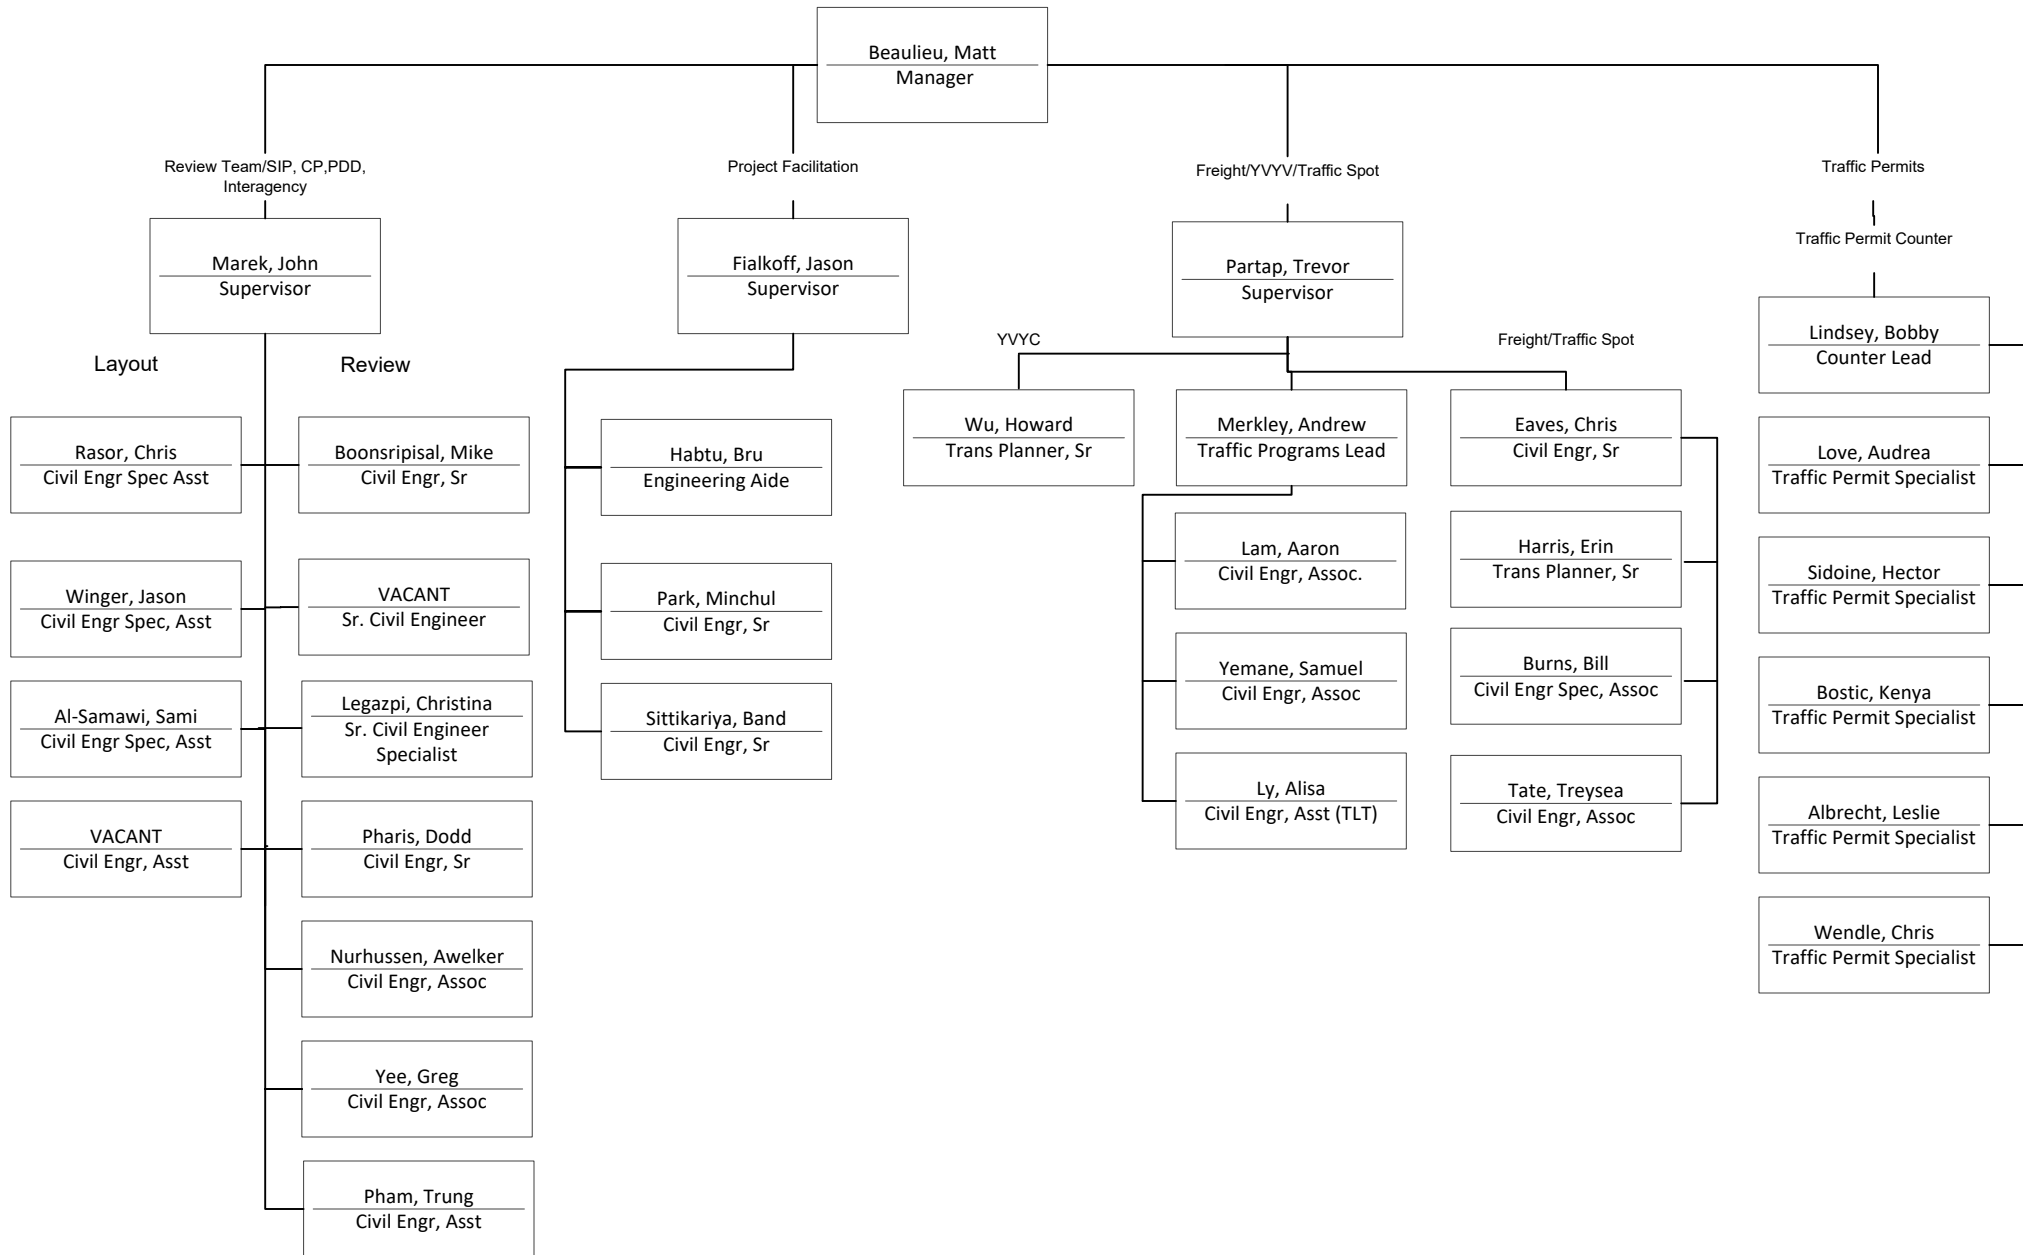 Beaulieu, Matt
Manager
Review Team/SIP, CP,PDD,
Interagency
Project Facilitation
Freight/YVYV/Traffic Spot
Traffic Permits
Marek, John
Supervisor
Fialkoff, Jason
Supervisor
Partap, Trevor
Supervisor
Traffic Permit Counter
Layout
Review
YVYC
Freight/Traffic Spot
Rasor, Chris
Civil Engr Spec Asst
Winger, Jason
Civil Engr Spec, Asst
Al-Samawi, Sami
Civil Engr Spec, Asst
VACANT
Civil Engr, Asst
Boonsripisal, Mike
Civil Engr, Sr
VACANT
Sr. Civil Engineer
Legazpi, Christina
Sr. Civil Engineer
Specialist
Pharis, Dodd
Civil Engr, Sr
Nurhussen, Awelker
Civil Engr, Assoc
Yee, Greg
Civil Engr, Assoc
Pham, Trung
Civil Engr, Asst
Habtu, Bru
Engineering Aide
Park, Minchul
Civil Engr, Sr
Sittikariya, Band
Civil Engr, Sr
Wu, Howard
Trans Planner, Sr
Merkley, Andrew
Traffic Programs Lead
Lam, Aaron
Civil Engr, Assoc.
Yemane, Samuel
Civil Engr, Assoc
Ly, Alisa
Civil Engr, Asst (TLT)
Eaves, Chris
Civil Engr, Sr
Harris, Erin
Trans Planner, Sr
Burns, Bill
Civil Engr Spec, Assoc
Tate, Treysea
Civil Engr, Assoc
Lindsey, Bobby
Counter Lead
Love, Audrea
Traffic Permit Specialist
Sidoine, Hector
Traffic Permit Specialist
Bostic, Kenya
Traffic Permit Specialist
Albrecht, Leslie
Traffic Permit Specialist
Wendle, Chris
Traffic Permit Specialist